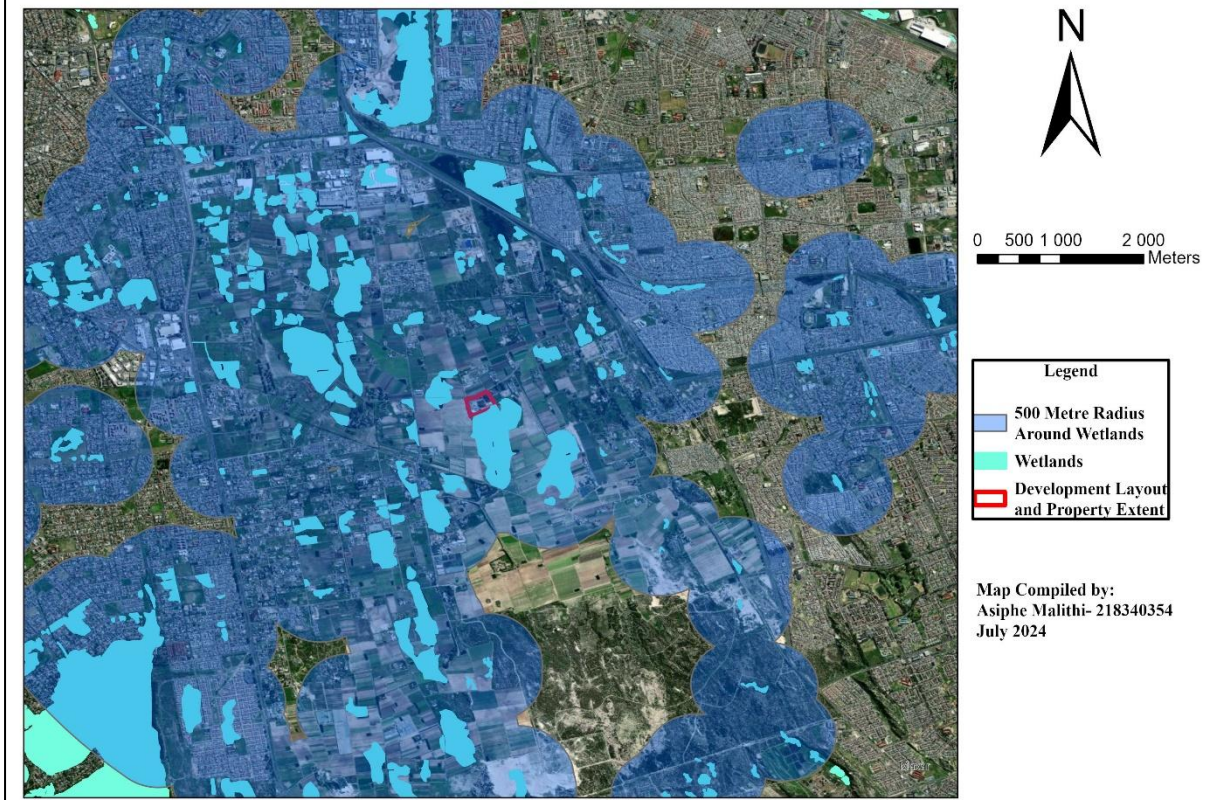 N
0 500 1 000 2 000
Meters
Legend
500 Metre Radius
Around Wetlands
Wetlands
Development Layout
and Property Extent
Map Compiled by:
Asiphe Malithi- 218340354
July 2024